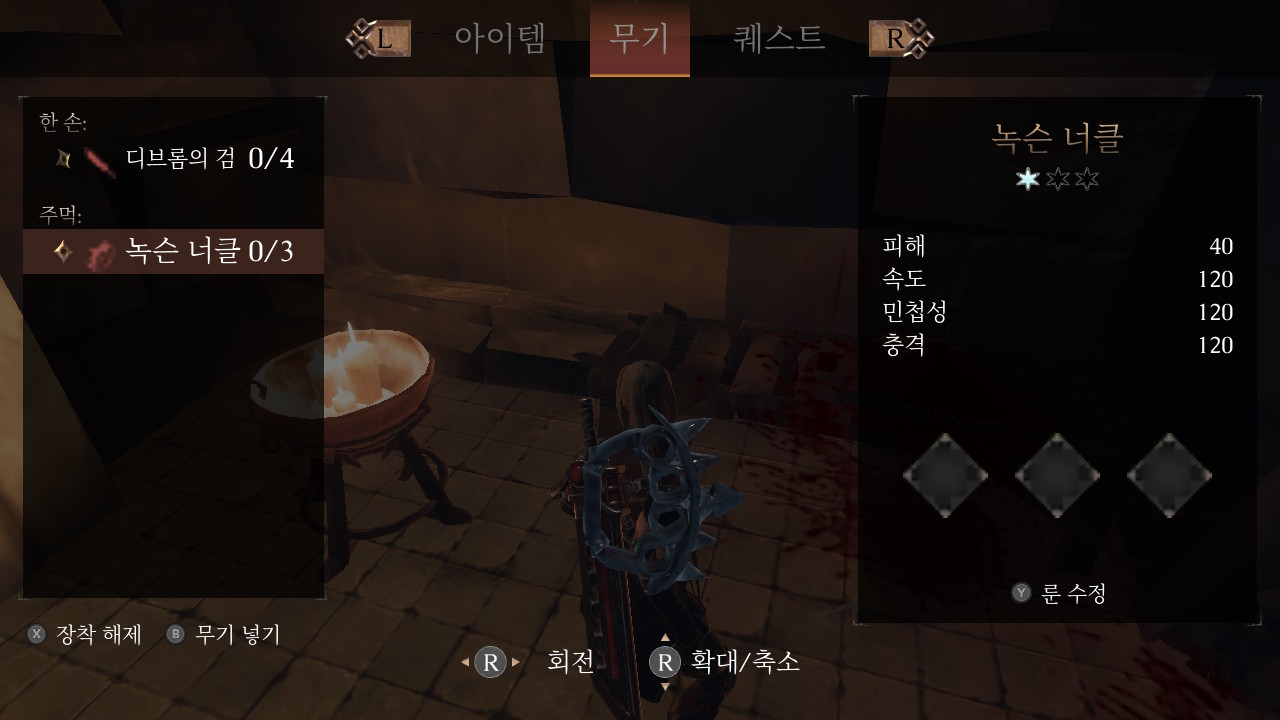 L 아이템 무기 퀘스트 R
한 손:
디브롬의 검 0/4
주먹:
녹슨 너클 0/3
녹슨 너클
피해 40
속도 120
민첩성 120
충격 120
Y 룬 수정
X 장착 해제 B 무기 넣기
R 회전 R 확대/축소